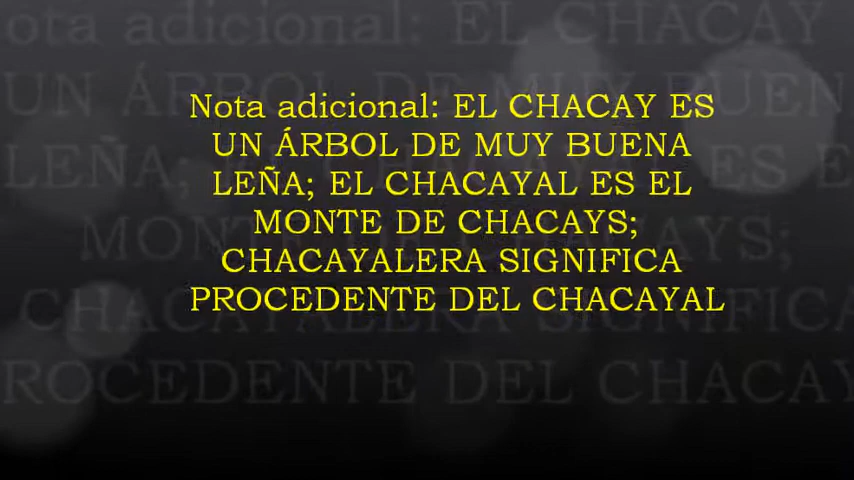 Nota adicional: EL CHACAY ES
UN ÁRBOL DE MUY BUENA
LEÑA; EL CHACAYAL ES EL
MONTE DE CHACAYS;
CHACAYALERA SIGNIFICA
PROCEDENTE DEL CHACAYAL